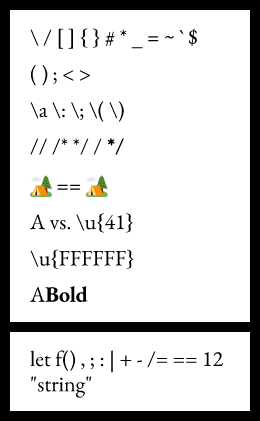 \ / [ ] { } # * _ = ~ ` $
( ) ; < >
\a \: \; \( \)
// /* */ / */
🏕 == 🏕
A vs. \u{41}
\u{FFFFFF}
ABold
let f() , ; : | + - /= == 12
"string"